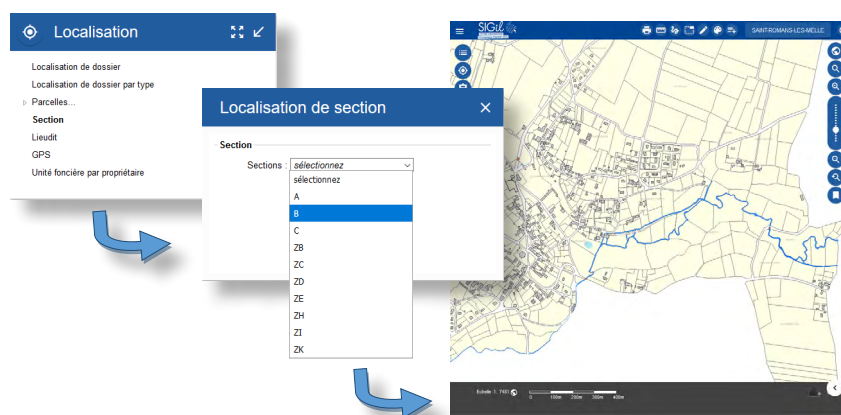 Localisation
Localisation de dossier
Localisation de dossier par type
Parcelles...
Section
Lieudit
GPS
Unité foncière par propriétaire
Localisation de section
Section
Sections : sélectionnez
sélectionnez
A
B
C
ZB
ZC
ZD
ZE
ZH
ZI
ZK
SIGil
SAINT-ROMANS-LES-MELLE
Echelle 1: 7981
0 100m 200m 300m 400m